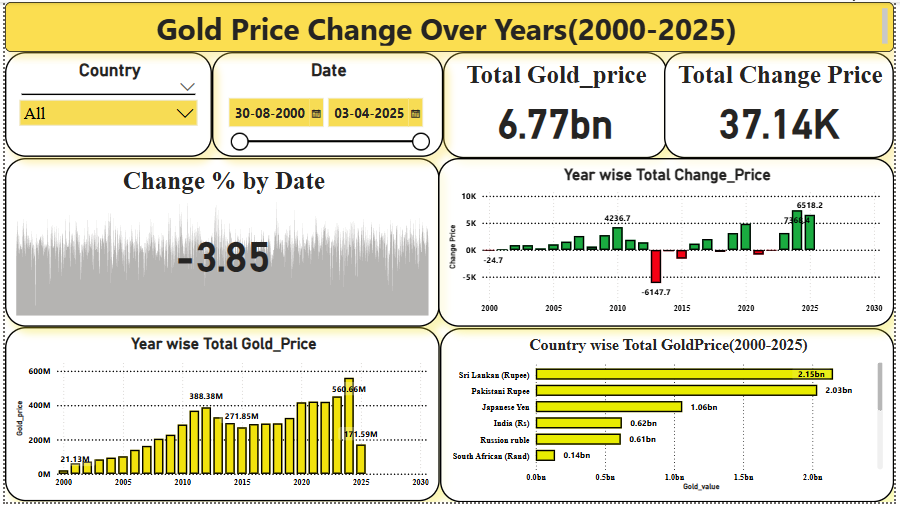 Gold Price Change Over Years(2000-2025)
Country
All
Date
30-08-2000
03-04-2025
Total Gold_price
6.77bn
Total Change Price
37.14K
Change % by Date
-3.85
Year wise Total Change_Price
Change Price
10K
5K
0K
-5K
-24.7
4236.7
-6147.7
7368.4
6518.2
2000 2005 2010 2015 2020 2025 2030
Year wise Total Gold_Price
Gold_price
600M
400M
200M
0M
21.13M
388.38M
271.85M
560.66M
171.59M
2000 2005 2010 2015 2020 2025 2030
Country wise Total GoldPrice(2000-2025)
Sri Lankan (Rupee) 2.15bn
Pakistani Rupee 2.03bn
Japanese Yen 1.06bn
India (Rs) 0.62bn
Russion ruble 0.61bn
South African (Rand) 0.14bn
0.0bn 0.5bn 1.0bn 1.5bn 2.0bn
Gold_value